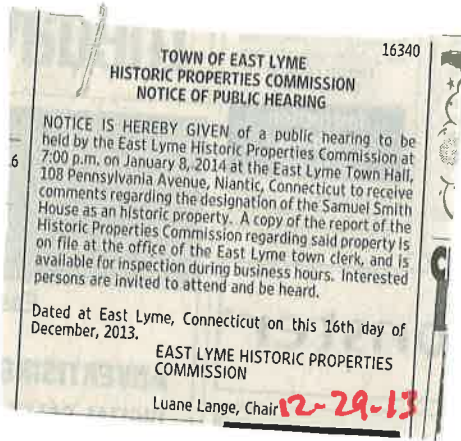 16340
TOWN OF EAST LYME
HISTORIC PROPERTIES COMMISSION
NOTICE OF PUBLIC HEARING
NOTICE IS HEREBY GIVEN of a public hearing to be
held by the East Lyme Historic Properties Commission at
7:00 p.m. on January 8, 2014 at the East Lyme Town Hall,
108 Pennsylvania Avenue, Niantic, Connecticut to receive
comments regarding the designation of the Samuel Smith
House as an historic property. A copy of the report of the
Historic Properties Commission regarding said property is
on file at the office of the East Lyme town clerk, and is
available for inspection during business hours. Interested
persons are invited to attend and be heard.
Dated at East Lyme, Connecticut on this 16th day of
December, 2013.
EAST LYME HISTORIC PROPERTIES
COMMISSION
Luane Lange, Chair 12-29-13